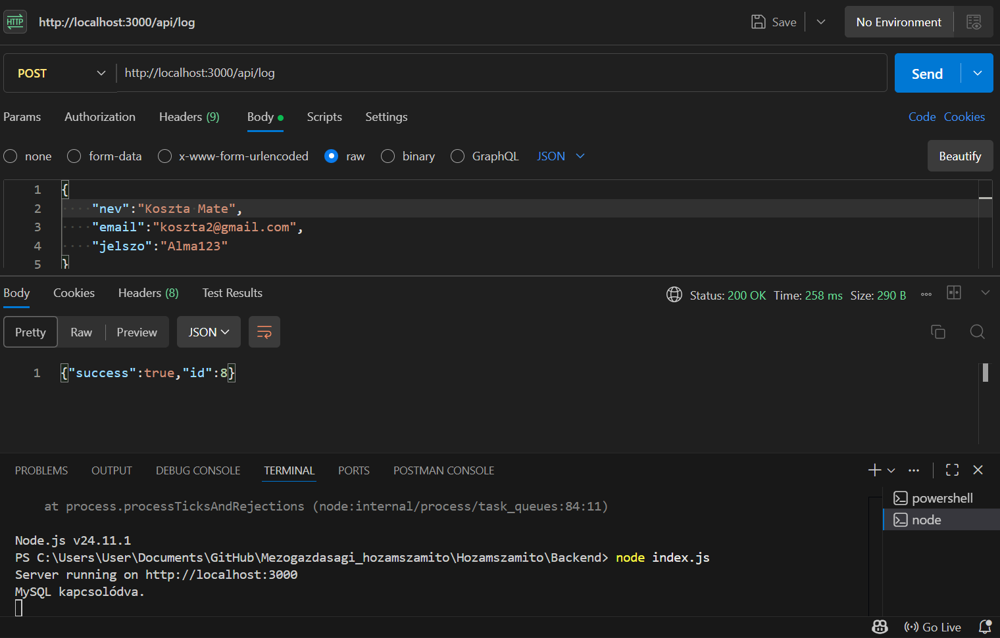 HTTP http://localhost:3000/api/log Save No Environment
POST http://localhost:3000/api/log Send
Params Authorization Headers (9) Body Scripts Settings Code Cookies
none form-data x-www-form-urlencoded raw binary GraphQL JSON Beautify
1 {
2 "nev":"Koszta Mate",
3 "email":"koszta2@gmail.com",
4 "jelszo":"Alma123"
5 }
Body Cookies Headers (8) Test Results Status: 200 OK Time: 258 ms Size: 290 B
Pretty Raw Preview JSON
1 {"success":true,"id":8}
PROBLEMS OUTPUT DEBUG CONSOLE TERMINAL PORTS POSTMAN CONSOLE
at process.processTicksAndRejections (node:internal/process/task_queues:84:11)
powershell
node
Node.js v24.11.1
PS C:\Users\User\Documents\GitHub\Mezogazdasagi_hozamszamito\Hozamszamito\Backend> node index.js
Server running on http://localhost:3000
MySQL kapcsolódva.
Go Live